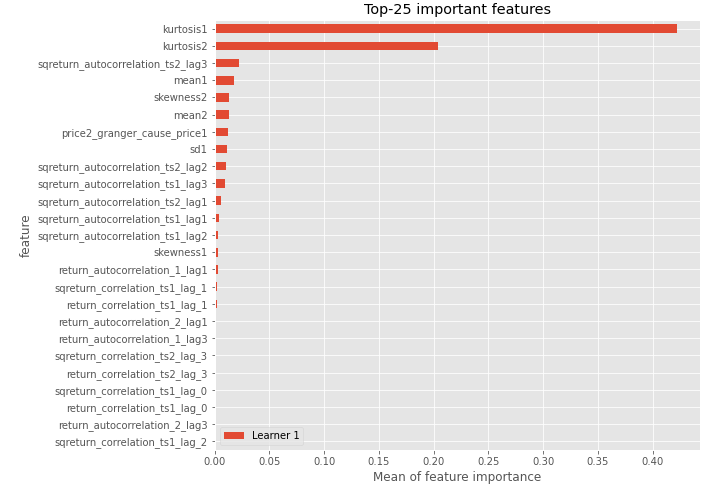 Top-25 important features
kurtosis1
kurtosis2
sqreturn_autocorrelation_ts2_lag3
mean1
skewness2
mean2
price2_granger_cause_price1
sd1
sqreturn_autocorrelation_ts2_lag2
sqreturn_autocorrelation_ts1_lag3
sqreturn_autocorrelation_ts2_lag1
sqreturn_autocorrelation_ts1_lag1
sqreturn_autocorrelation_ts1_lag2
skewness1
return_autocorrelation_1_lag1
sqreturn_correlation_ts1_lag_1
return_correlation_ts1_lag_1
return_autocorrelation_2_lag1
return_autocorrelation_1_lag3
sqreturn_correlation_ts2_lag_3
return_correlation_ts2_lag_3
sqreturn_correlation_ts1_lag_0
return_correlation_ts1_lag_0
return_autocorrelation_2_lag3
sqreturn_correlation_ts1_lag_2
feature
Learner 1
0.00 0.05 0.10 0.15 0.20 0.25 0.30 0.35 0.40
Mean of feature importance